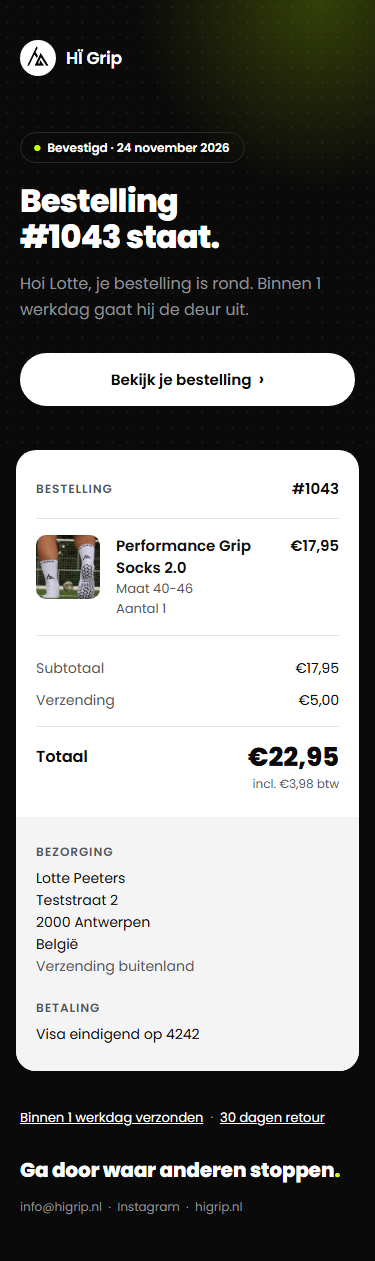 HÏ Grip
Bevestigd · 24 november 2026
Bestelling
#1043 staat.
Hoi Lotte, je bestelling is rond. Binnen 1
werkdag gaat hij de deur uit.
Bekijk je bestelling ›
BESTELLING #1043
Performance Grip €17,95
Socks 2.0
Maat 40-46
Aantal 1
Subtotaal €17,95
Verzending €5,00
Totaal €22,95
incl. €3,98 btw
BEZORGING
Lotte Peeters
Teststraat 2
2000 Antwerpen
België
Verzending buitenland
BETALING
Visa eindigend op 4242
Binnen 1 werkdag verzonden · 30 dagen retour
Ga door waar anderen stoppen.
info@higrip.nl · Instagram · higrip.nl